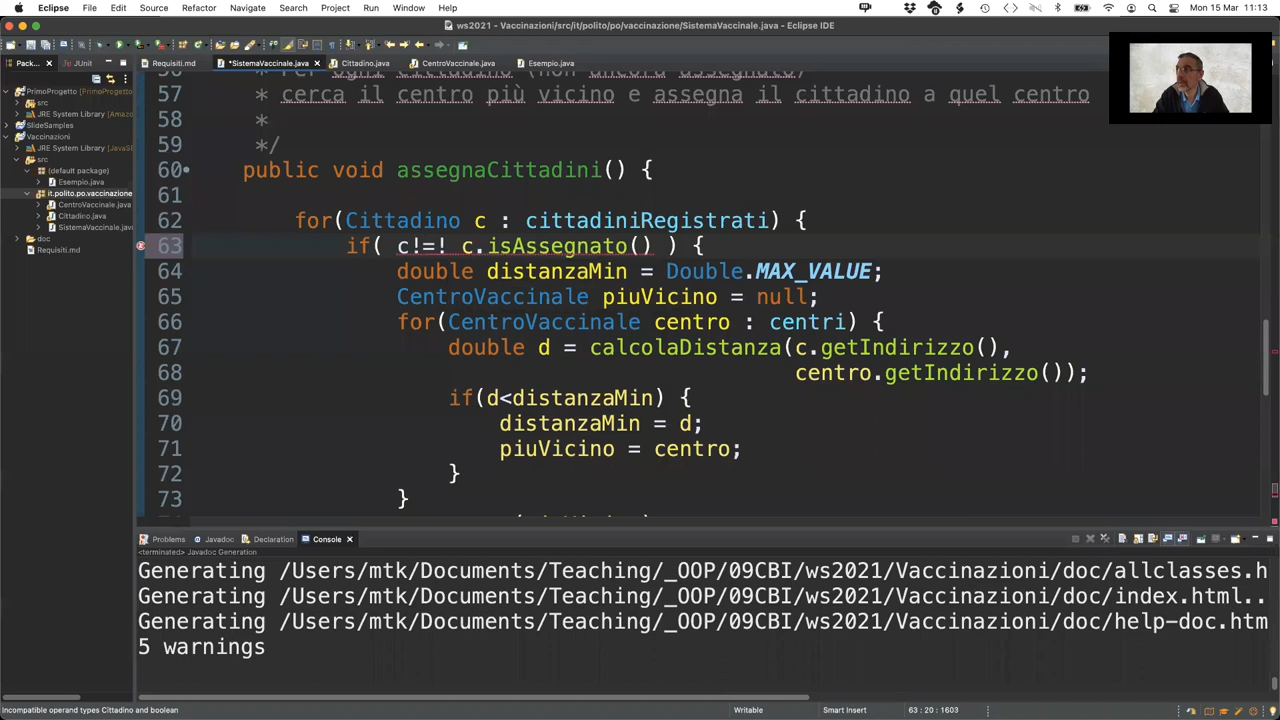 Eclipse File Edit Source Refactor Navigate Search Project Run Window Help Mon 15 Mar 11:13
ws2021 - Vaccinazioni/src/it/polito/po/vaccinazione/SistemaVaccinale.java - Eclipse IDE
Pack... JUnit Requisiti.md *SistemaVaccinale.java Cittadino.java CentroVaccinale.java Esempio.java
PrimoProgetto
src
JRE System Library [Amazo
SlideSamples
Vaccinazioni
JRE System Library [JavaS
src
(default package)
Esempio.java
it.polito.po.vaccinazione
CentroVaccinale.java
Cittadino.java
SistemaVaccinale.java
doc
Requisiti.md
56 * Per ogni cittadino (non ancora assegnato)
57 * cerca il centro più vicino e assegna il cittadino a quel centro
58 *
59 */
60 public void assegnaCittadini() {
61
62 for(Cittadino c : cittadiniRegistrati) {
63 if( c!=! c.isAssegnato() ) {
64 double distanzaMin = Double.MAX_VALUE;
65 CentroVaccinale piuVicino = null;
66 for(CentroVaccinale centro : centri) {
67 double d = calcolaDistanza(c.getIndirizzo(),
68 centro.getIndirizzo());
69 if(d<distanzaMin) {
70 distanzaMin = d;
71 piuVicino = centro;
72 }
73 }
Problems Javadoc Declaration Console
<terminated> Javadoc Generation
Generating /Users/mtk/Documents/Teaching/_OOP/09CBI/ws2021/Vaccinazioni/doc/allclasses.h
Generating /Users/mtk/Documents/Teaching/_OOP/09CBI/ws2021/Vaccinazioni/doc/index.html..
Generating /Users/mtk/Documents/Teaching/_OOP/09CBI/ws2021/Vaccinazioni/doc/help-doc.htm
5 warnings
Incompatible operand types Cittadino and boolean Writable Smart Insert 63 : 20 : 1603